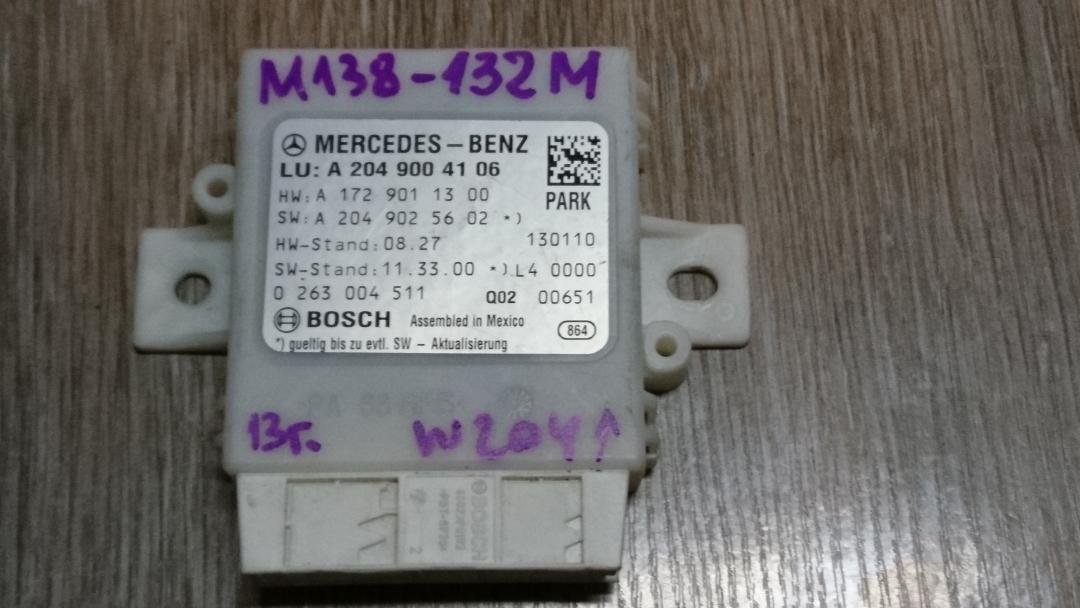 M138-132M
MERCEDES-BENZ
LU: A 204 900 41 06
HW: A 172 901 13 00
PARK
SW: A 204 902 56 02 *)
HW-Stand: 08.27 130110
SW-Stand: 11.33.00 *) L4 0000
0 263 004 511 Q02 00651
BOSCH Assembled in Mexico 864
*) gueltig bis zu evtl. SW - Aktualisierung
13г. W204↑
BOSCH
2